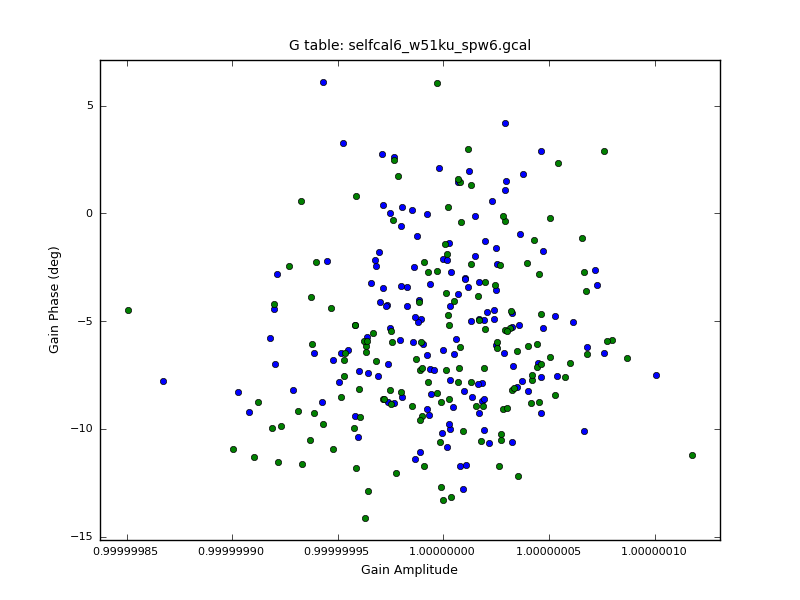 G table: selfcal6_w51ku_spw6.gcal
Gain Phase (deg)
5
0
−5
−10
−15
0.99999985 0.99999990 0.99999995 1.00000000 1.00000005 1.00000010
Gain Amplitude